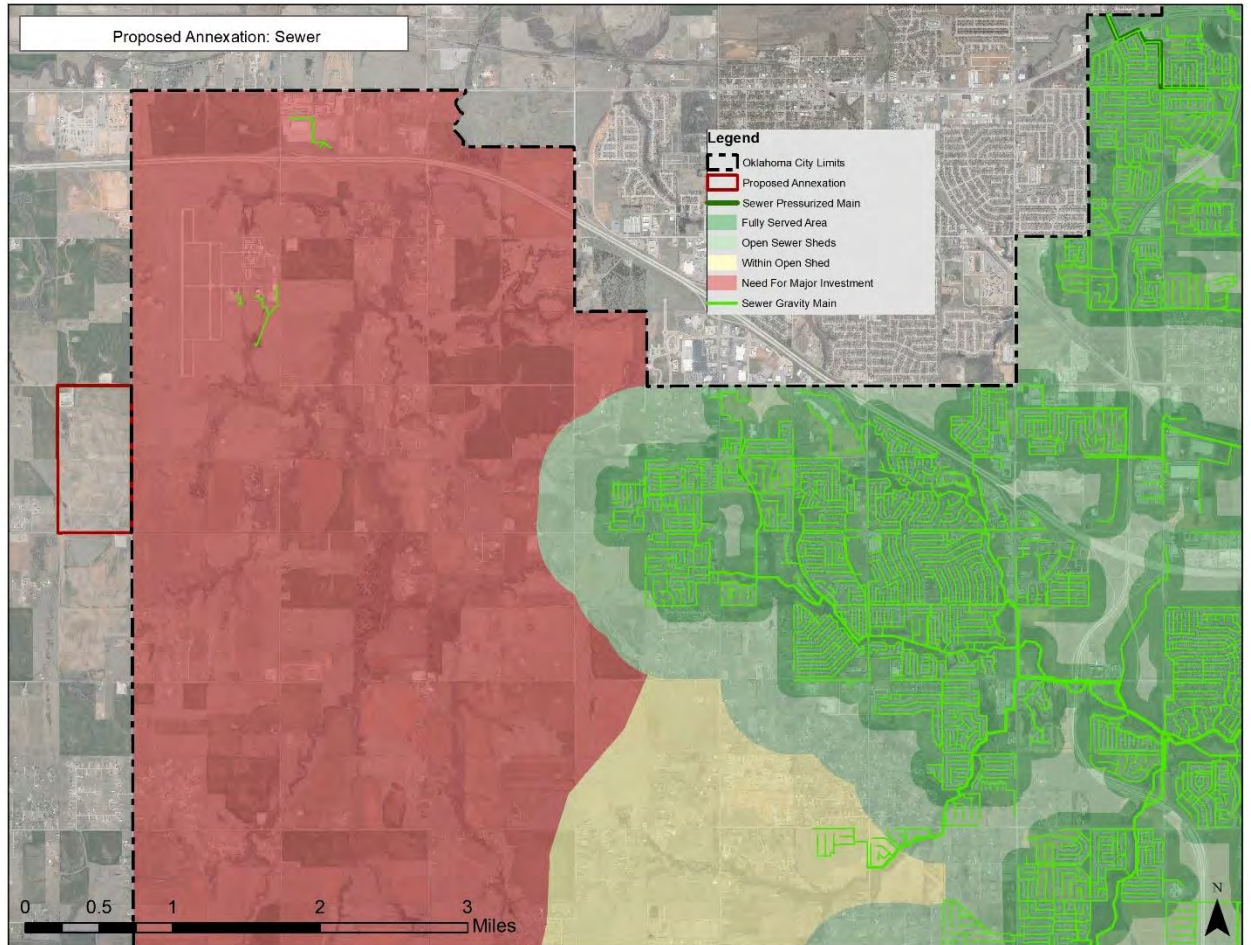 Proposed Annexation: Sewer
Legend
Oklahoma City Limits
Proposed Annexation
Sewer Pressurized Main
Fully Served Area
Open Sewer Sheds
Within Open Shed
Need For Major Investment
Sewer Gravity Main
0 0.5 1 2 3
Miles
N